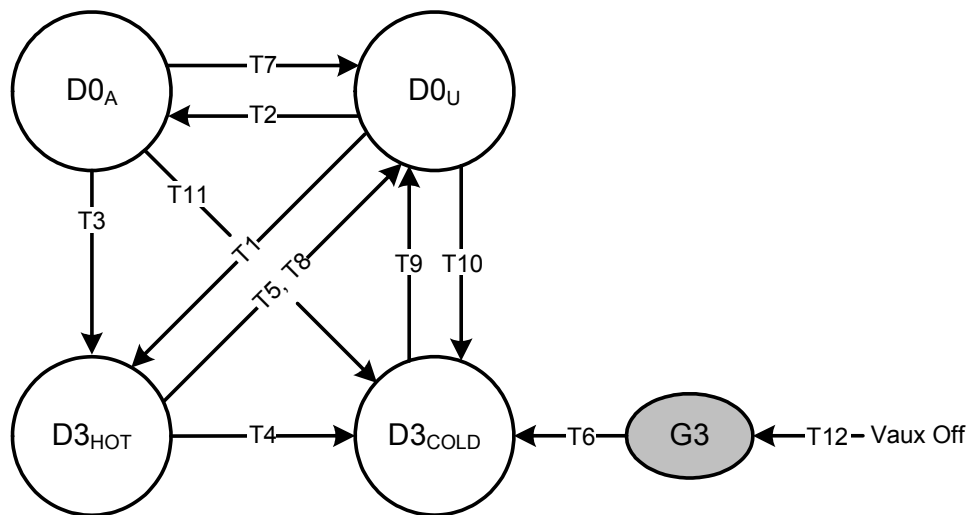 T7
D0A
D0U
T2
T11
T3
T1
T5, T8
T9
T10
D3HOT
T4
D3COLD
T6
G3
T12
Vaux Off